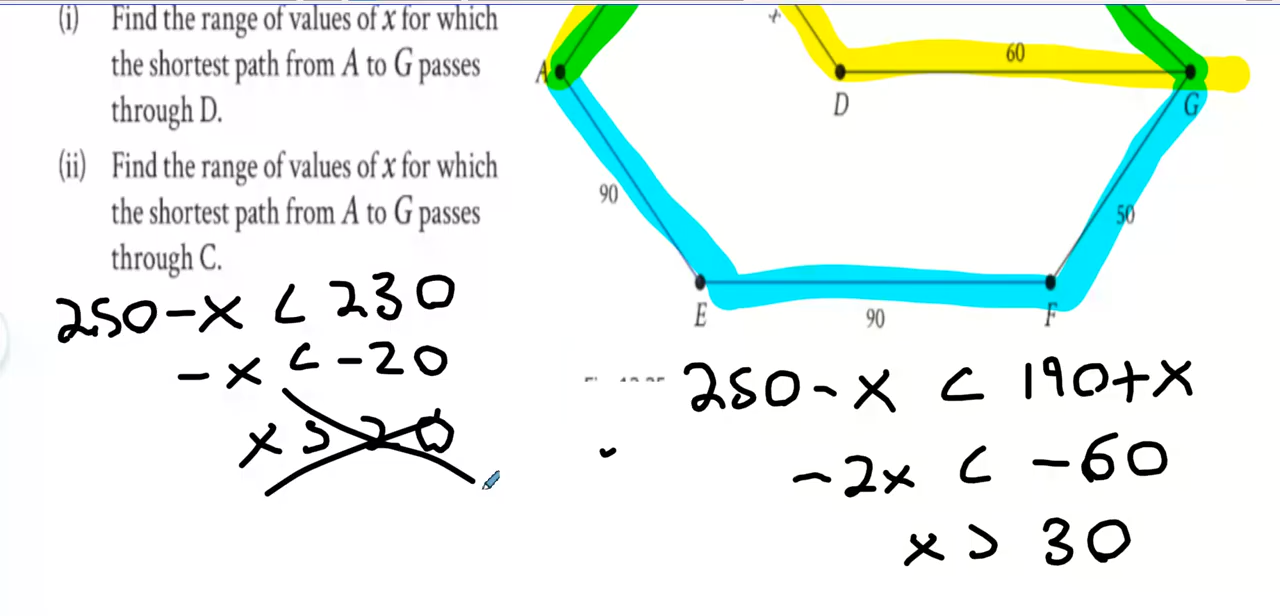 (i) Find the range of values of x for which
the shortest path from A to G passes
through D.
(ii) Find the range of values of x for which
the shortest path from A to G passes
through C.
250-x < 230
-x < -20
x > 20
A
x
D
60
G
90
50
E
90
F
250-x < 190+x
-2x < -60
x > 30